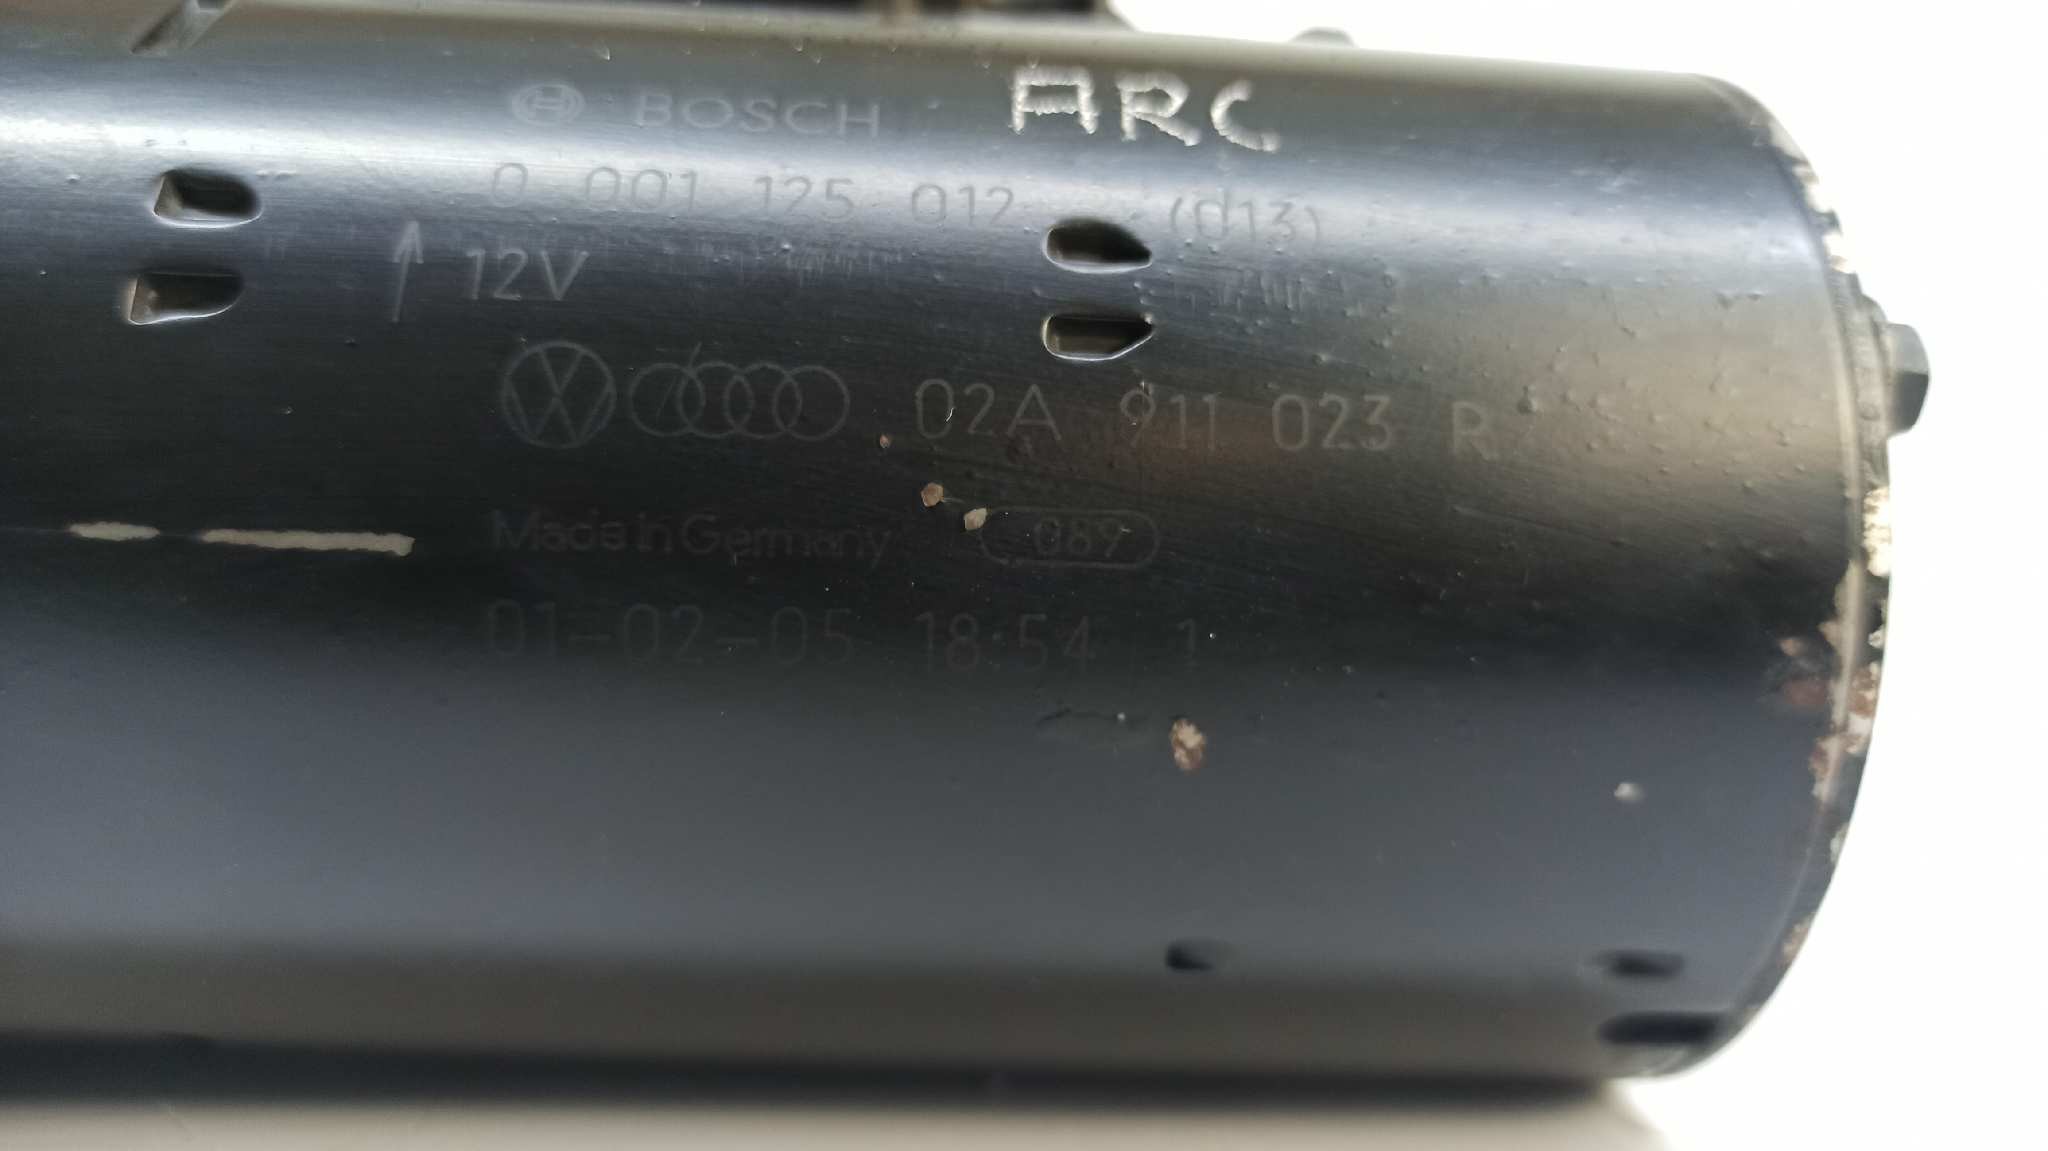 BOSCH ARC
0 001 125 012 (d13)
12V
02A 911 023 R
Made in Germany 089
01-02-05 18:54 1